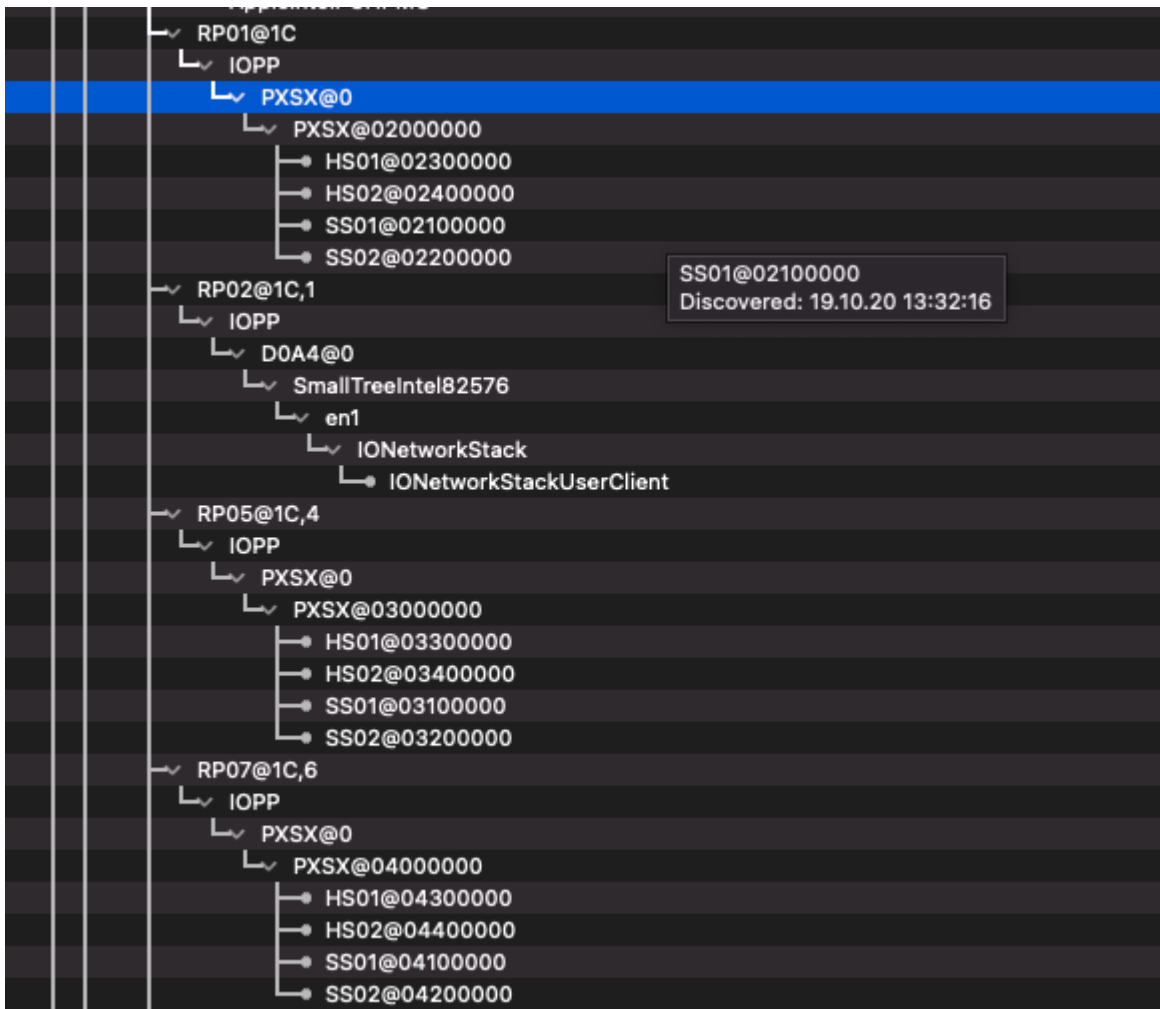 RP01@1C
IOPP
PXSX@0
PXSX@02000000
HS01@02300000
HS02@02400000
SS01@02100000
SS02@02200000
SS01@02100000
Discovered: 19.10.20 13:32:16
RP02@1C,1
IOPP
D0A4@0
SmallTreeIntel82576
en1
IONetworkStack
IONetworkStackUserClient
RP05@1C,4
IOPP
PXSX@0
PXSX@03000000
HS01@03300000
HS02@03400000
SS01@03100000
SS02@03200000
RP07@1C,6
IOPP
PXSX@0
PXSX@04000000
HS01@04300000
HS02@04400000
SS01@04100000
SS02@04200000